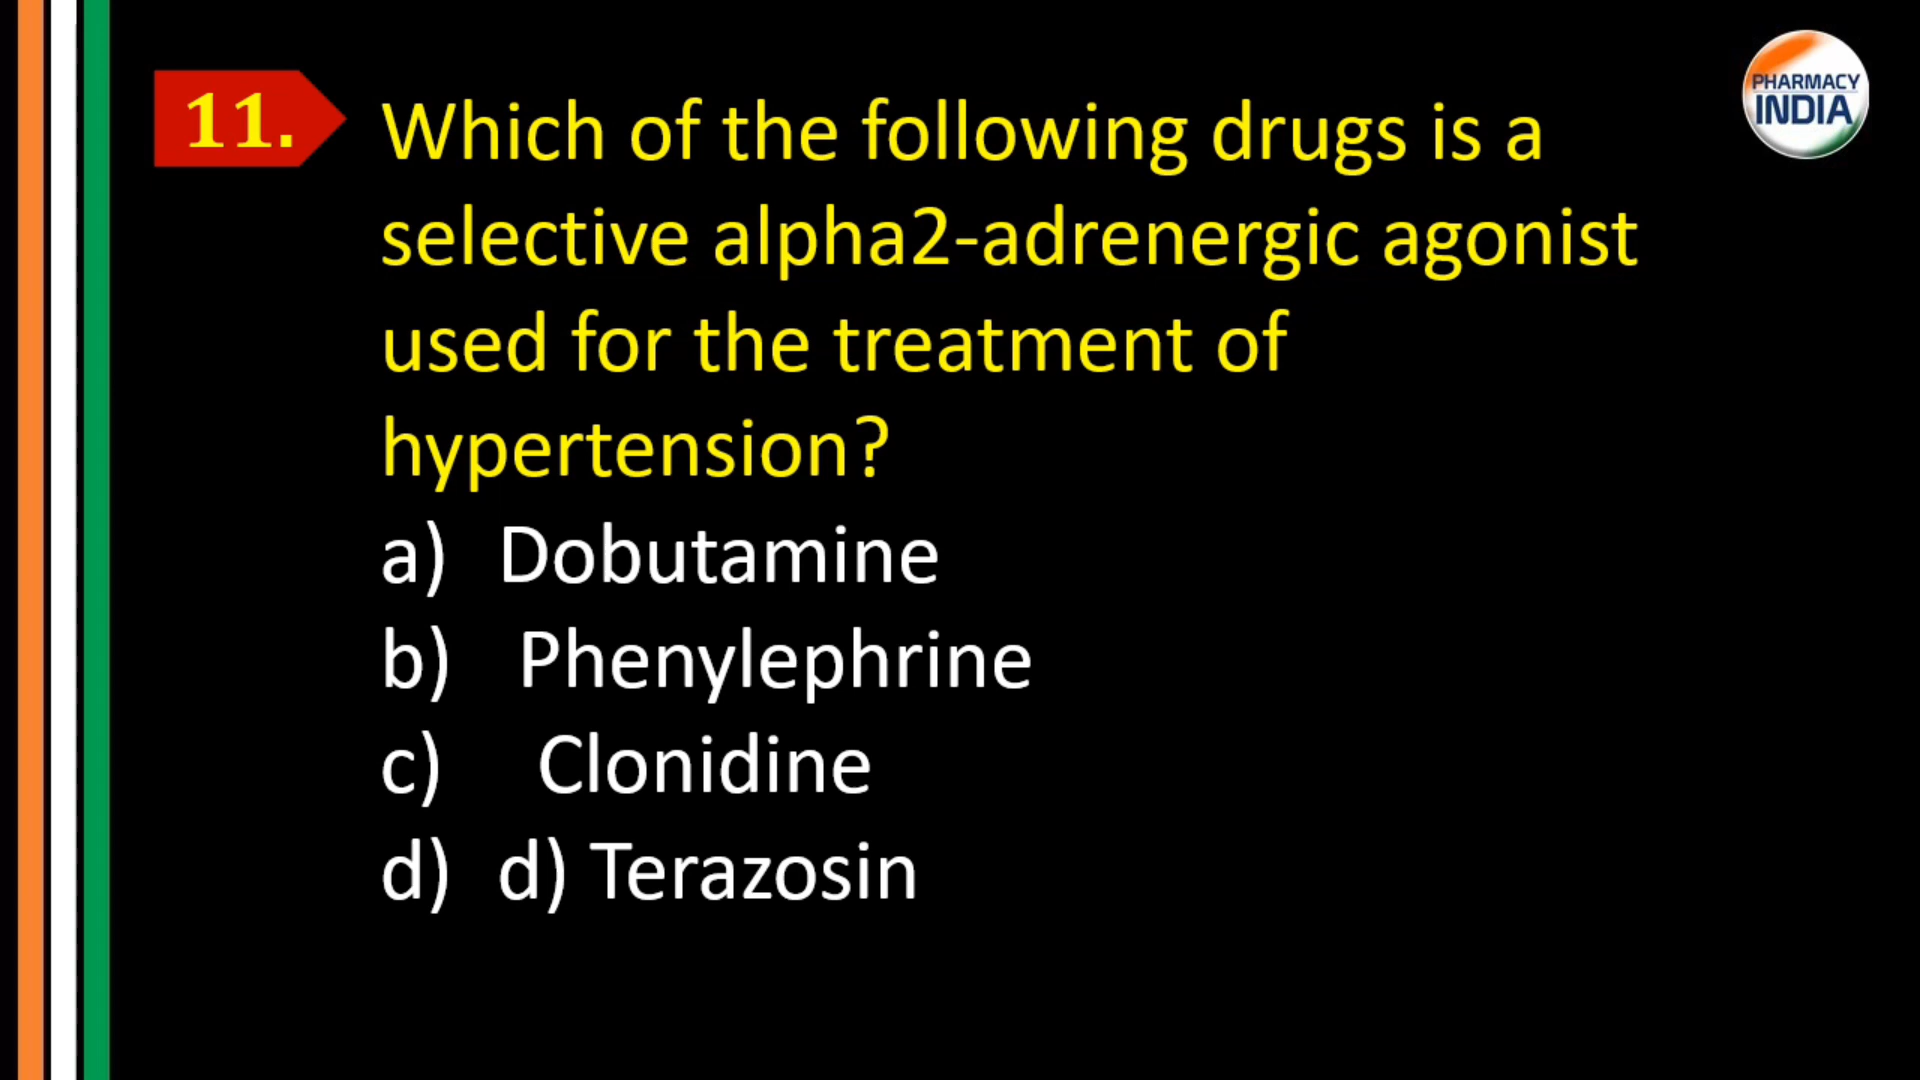 11.
Which of the following drugs is a
selective alpha2-adrenergic agonist
used for the treatment of
hypertension?
a) Dobutamine
b) Phenylephrine
c) Clonidine
d) d) Terazosin
PHARMACY
INDIA